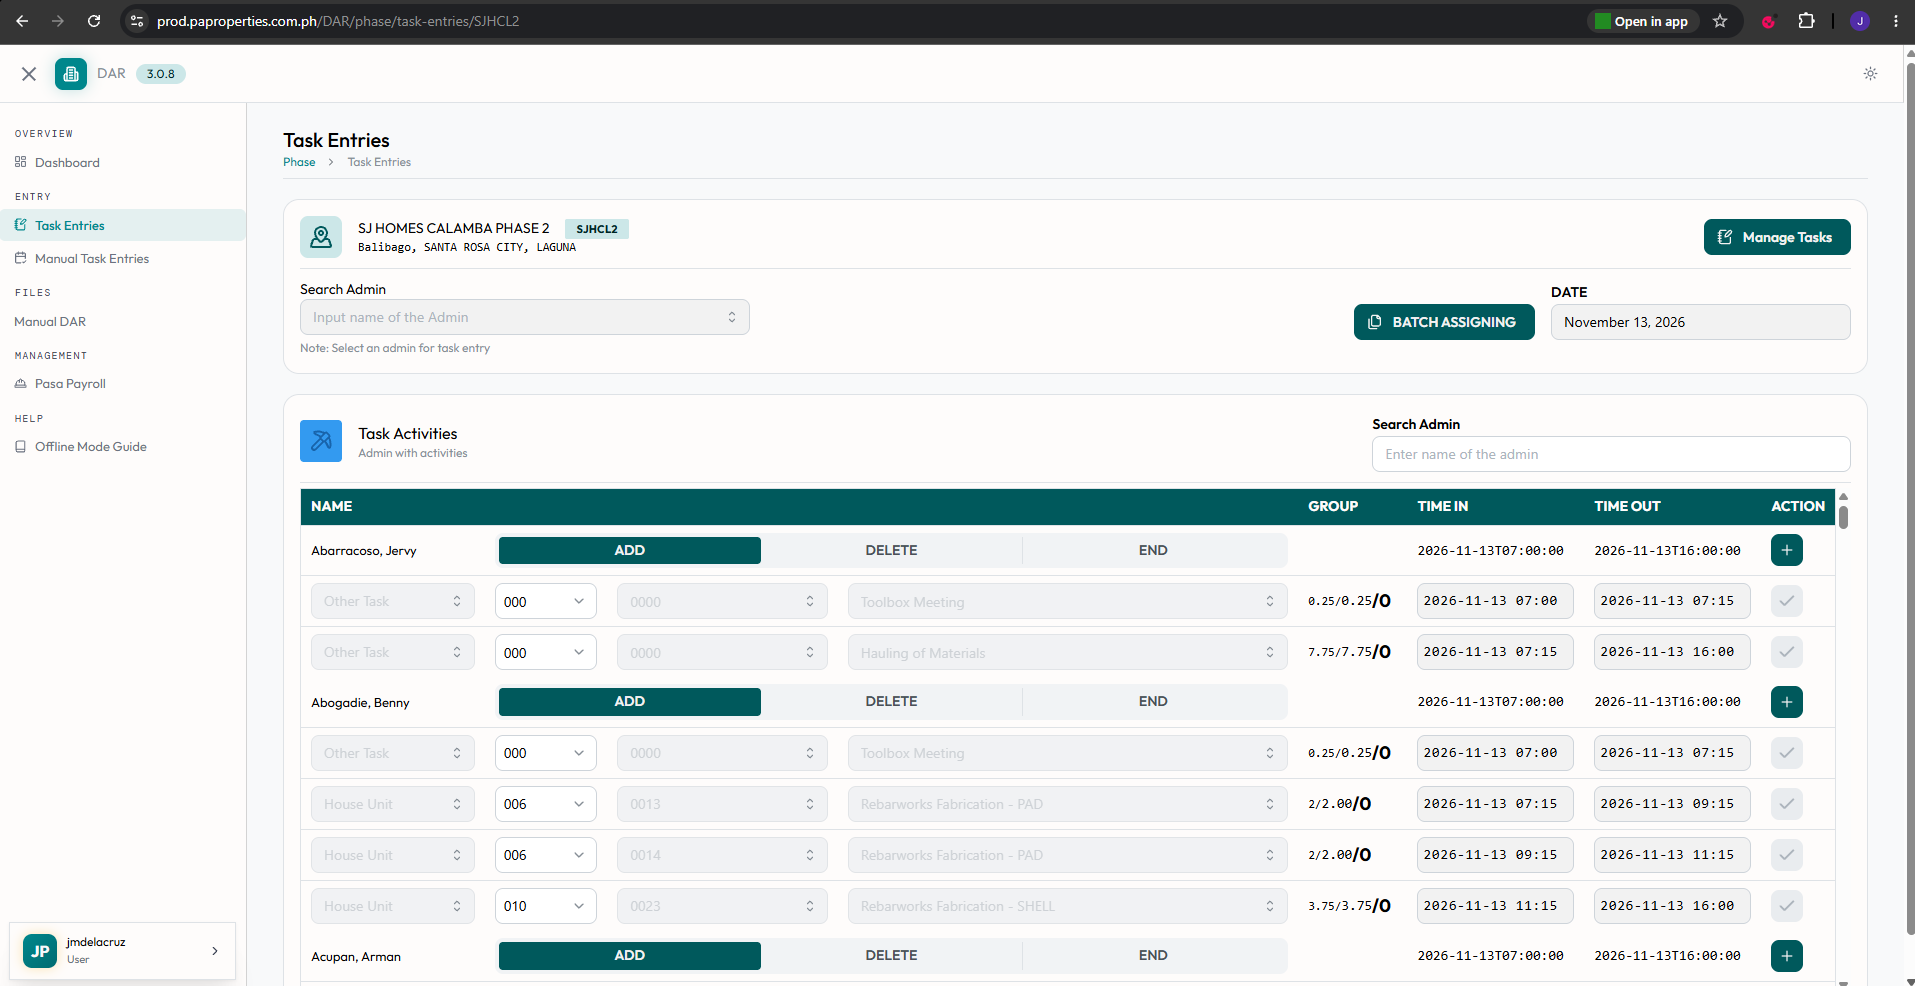 prod.paproperties.com.ph/DAR/phase/task-entries/SJHCL2
Open in app
J
DAR 3.0.8
OVERVIEW
Dashboard
ENTRY
Task Entries
Manual Task Entries
FILES
Manual DAR
MANAGEMENT
Pasa Payroll
HELP
Offline Mode Guide
JP
jmdelacruz
User
Task Entries
Phase > Task Entries
SJ HOMES CALAMBA PHASE 2 SJHCL2
Balibago, SANTA ROSA CITY, LAGUNA
Manage Tasks
Search Admin
Input name of the Admin
Note: Select an admin for task entry
BATCH ASSIGNING
DATE
November 13, 2026
Task Activities
Admin with activities
Search Admin
Enter name of the admin
NAME GROUP TIME IN TIME OUT ACTION
Abarracoso, Jervy ADD DELETE END 2026-11-13T07:00:00 2026-11-13T16:00:00
Other Task 000 0000 Toolbox Meeting 0.25/0.25/0 2026-11-13 07:00 2026-11-13 07:15
Other Task 000 0000 Hauling of Materials 7.75/7.75/0 2026-11-13 07:15 2026-11-13 16:00
Abogadie, Benny ADD DELETE END 2026-11-13T07:00:00 2026-11-13T16:00:00
Other Task 000 0000 Toolbox Meeting 0.25/0.25/0 2026-11-13 07:00 2026-11-13 07:15
House Unit 006 0013 Rebarworks Fabrication - PAD 2/2.00/0 2026-11-13 07:15 2026-11-13 09:15
House Unit 006 0014 Rebarworks Fabrication - PAD 2/2.00/0 2026-11-13 09:15 2026-11-13 11:15
House Unit 010 0023 Rebarworks Fabrication - SHELL 3.75/3.75/0 2026-11-13 11:15 2026-11-13 16:00
Acupan, Arman ADD DELETE END 2026-11-13T07:00:00 2026-11-13T16:00:00